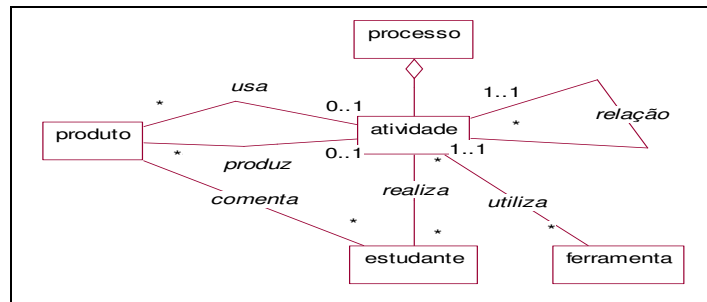 processo
usa
*
0..1
1..1
*
relação
produto
atividade
*
produz
0..1
*
1..1
comenta
realiza
utiliza
*
*
*
estudante
ferramenta